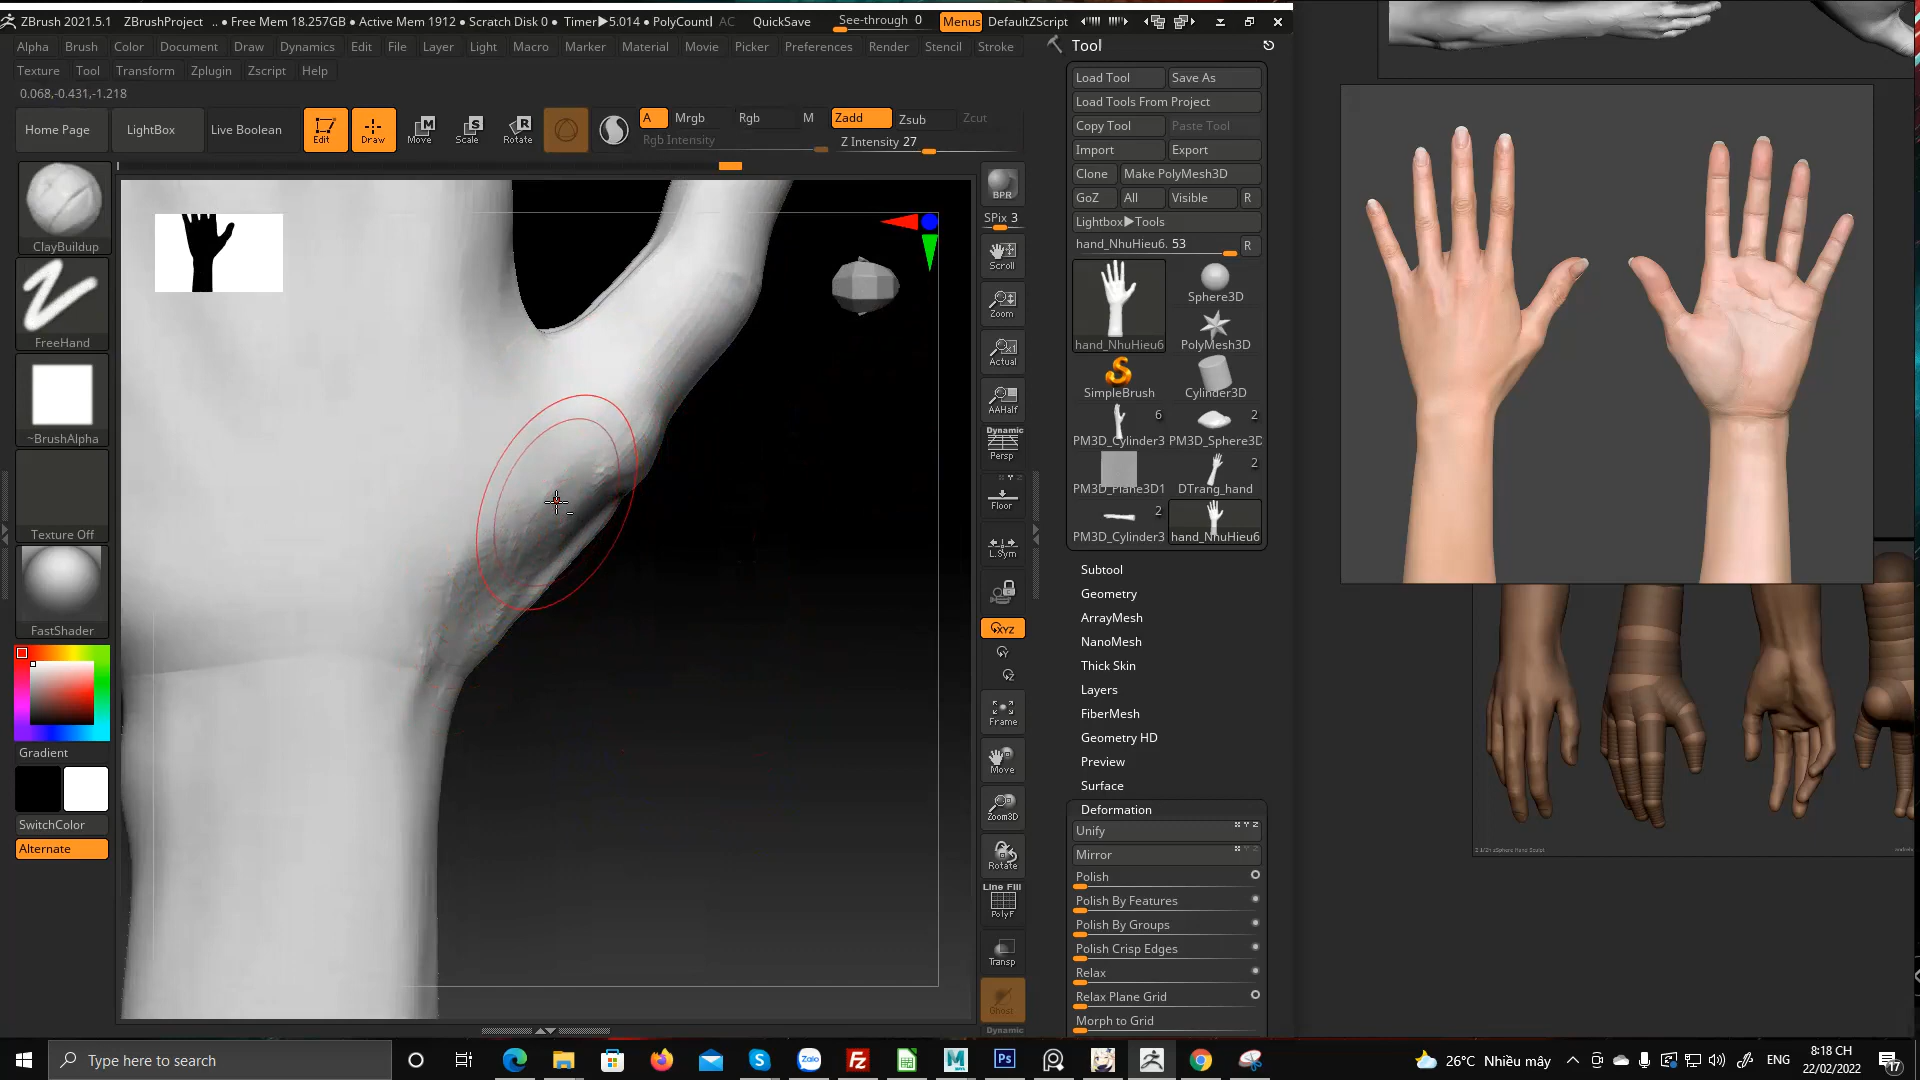 ZBrush 2021.5.1 ZBrushProject .. ● Free Mem 18.257GB ● Active Mem 1912 ● Scratch Disk 0 ● Timer▶5.014 ● PolyCount AC QuickSave See-through 0 Menus DefaultZScript
Alpha Brush Color Document Draw Dynamics Edit File Layer Light Macro Marker Material Movie Picker Preferences Render Stencil Stroke
Texture Tool Transform Zplugin Zscript Help
0.068,-0.431,-1.218
Home Page LightBox Live Boolean Edit Draw Move Scale Rotate A Mrgb Rgb M Zadd Zsub Zcut
Rgb Intensity Z Intensity 27
ClayBuildup
FreeHand
~BrushAlpha
Texture Off
FastShader
Gradient
SwitchColor
Alternate
BPR
SPix 3
Scroll
Zoom
Actual
AAHalf
Dynamic
Persp
Floor
L.Sym
XYZ
Y
Z
Frame
Move
Zoom3D
Rotate
Line Fill
PolyF
Transp
Ghost
Dynamic
Tool
Load Tool Save As
Load Tools From Project
Copy Tool Paste Tool
Import Export
Clone Make PolyMesh3D
GoZ All Visible R
Lightbox▶Tools
hand_NhuHieu6. 53 R
hand_NhuHieu6 Sphere3D
PolyMesh3D
SimpleBrush Cylinder3D
6 2
PM3D_Cylinder3 PM3D_Sphere3D
2
PM3D_Plane3D1 DTrang_hand
2
PM3D_Cylinder3 hand_NhuHieu6
Subtool
Geometry
ArrayMesh
NanoMesh
Thick Skin
Layers
FiberMesh
Geometry HD
Preview
Surface
Deformation
Unify
Mirror
Polish
Polish By Features
Polish By Groups
Polish Crisp Edges
Relax
Relax Plane Grid
Morph to Grid
Type here to search
Zalo
Ps
26°C Nhiều mây
ENG
8:18 CH
22/02/2022
17